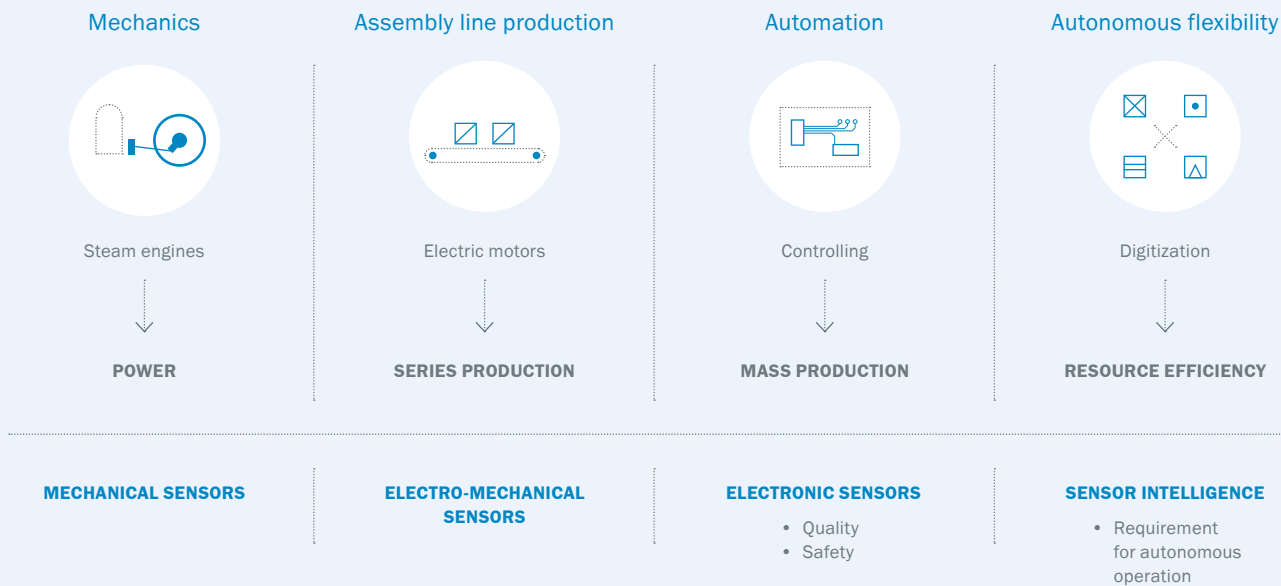 Mechanics
Assembly line production
Automation
Autonomous flexibility
Steam engines
Electric motors
Controlling
Digitization
POWER
SERIES PRODUCTION
MASS PRODUCTION
RESOURCE EFFICIENCY
MECHANICAL SENSORS
ELECTRO-MECHANICAL
SENSORS
ELECTRONIC SENSORS
• Quality
• Safety
SENSOR INTELLIGENCE
• Requirement
for autonomous
operation